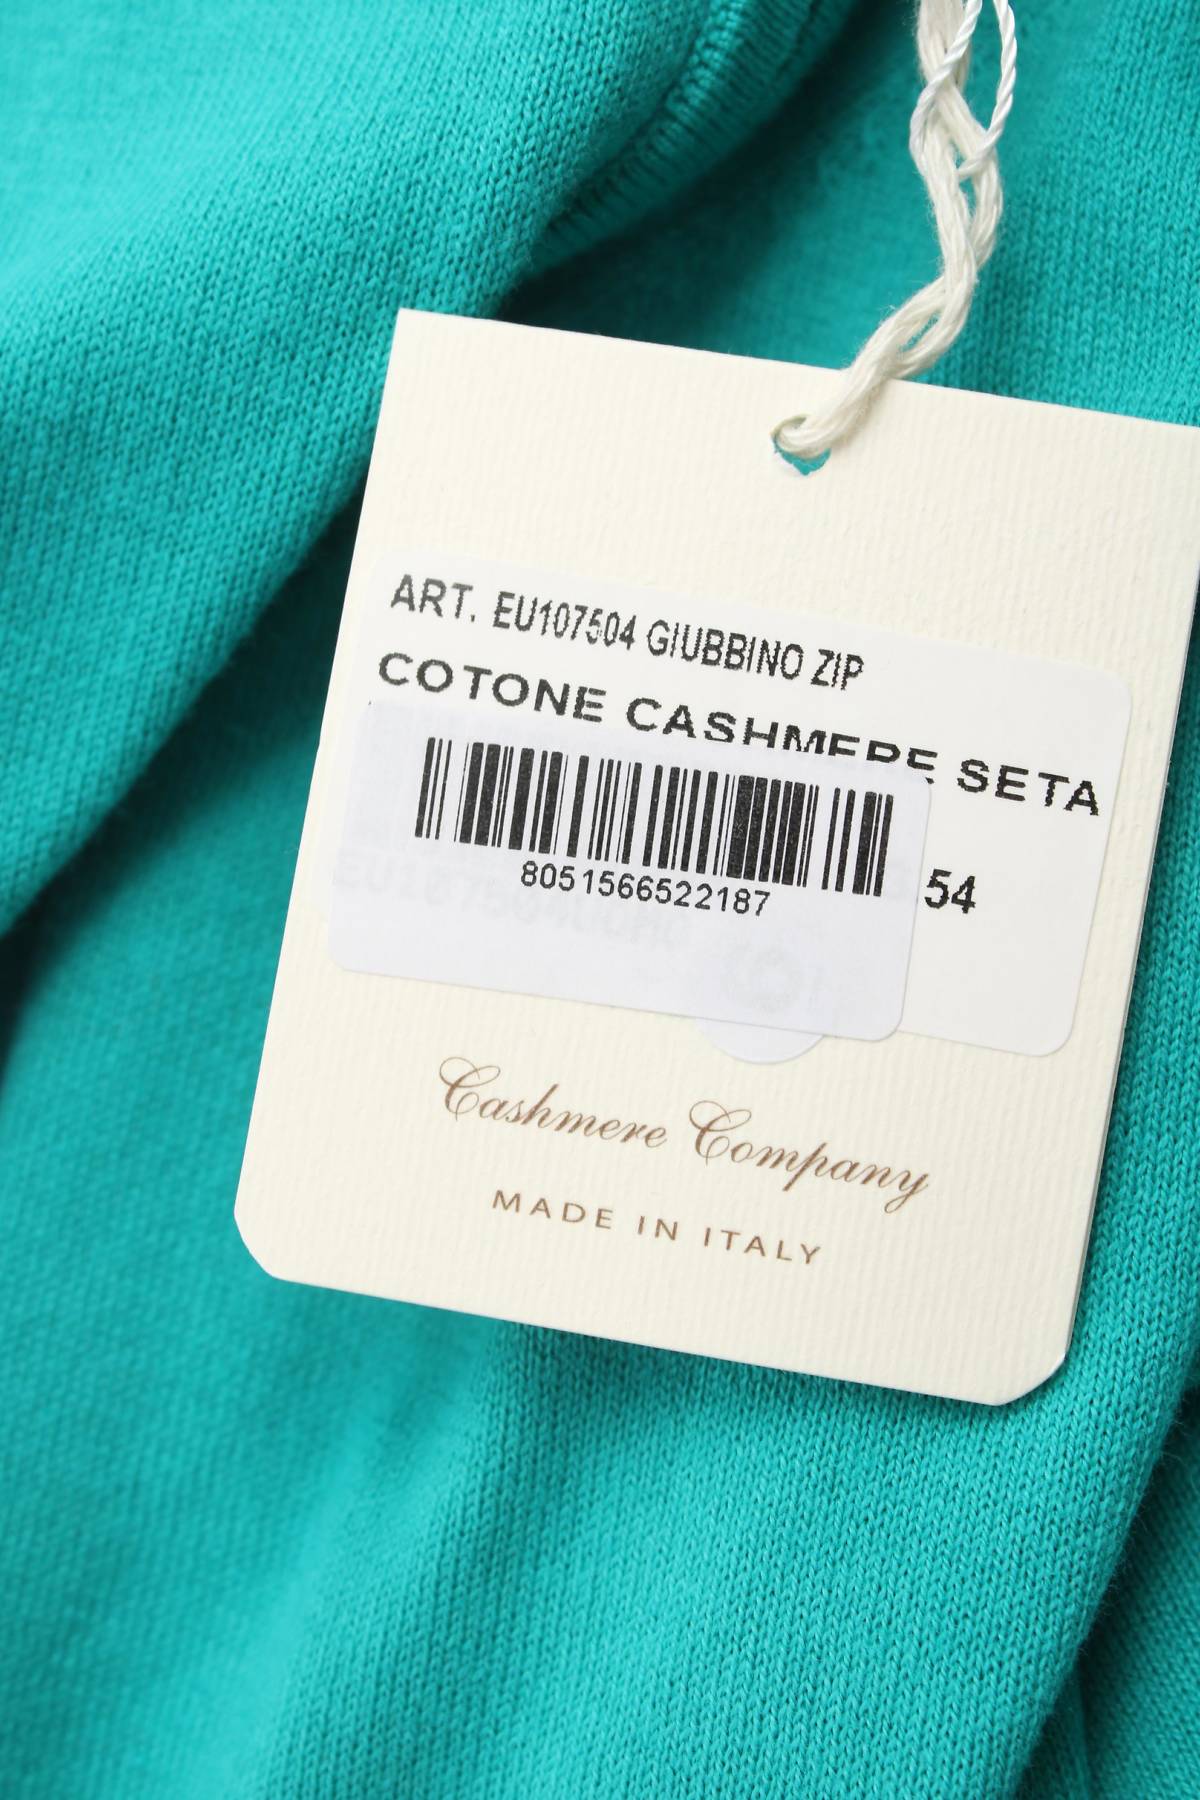 ART. EU107504 GIUBBINO ZIP
COTONE CASHMERE SETA
8051566522187
54
Cashmere Company
MADE IN ITALY